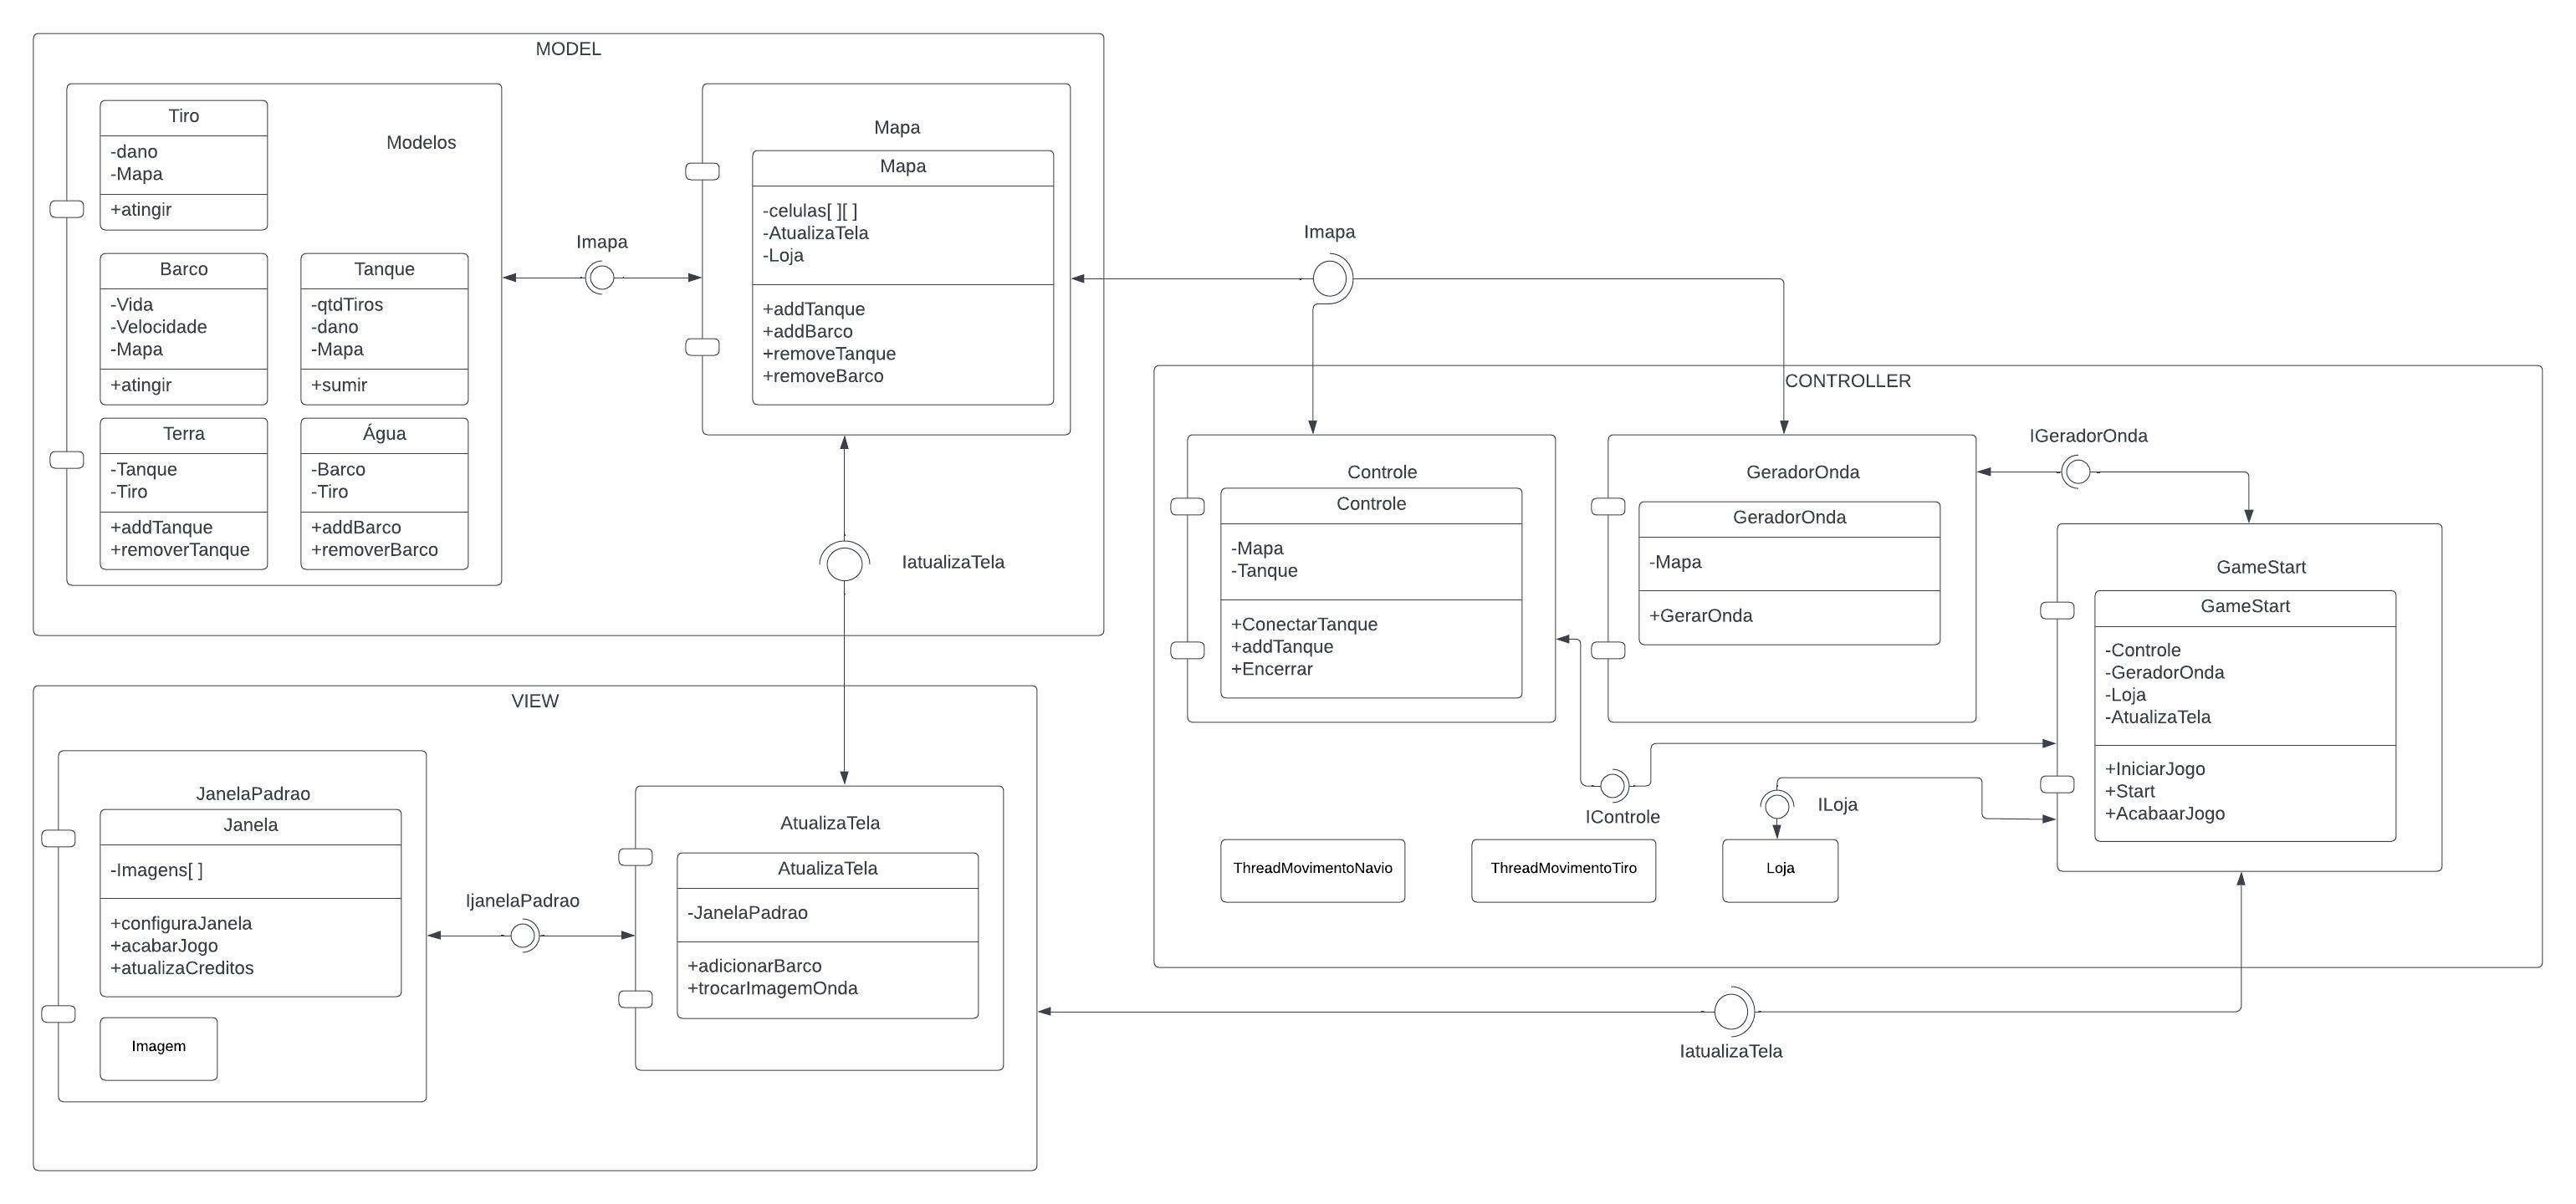 MODEL
Modelos
Tiro
-dano
-Mapa
+atingir
Barco
-Vida
-Velocidade
-Mapa
+atingir
Tanque
-qtdTiros
-dano
-Mapa
+sumir
Terra
-Tanque
-Tiro
+addTanque
+removerTanque
Água
-Barco
-Tiro
+addBarco
+removerBarco
Imapa
Mapa
Mapa
-celulas[ ][ ]
-AtualizaTela
-Loja
+addTanque
+addBarco
+removeTanque
+removeBarco
Imapa
IatualizaTela
CONTROLLER
Controle
Controle
-Mapa
-Tanque
+ConectarTanque
+addTanque
+Encerrar
GeradorOnda
GeradorOnda
-Mapa
+GerarOnda
IGeradorOnda
GameStart
GameStart
-Controle
-GeradorOnda
-Loja
-AtualizaTela
+IniciarJogo
+Start
+AcabaarJogo
IControle
ILoja
ThreadMovimentoNavio
ThreadMovimentoTiro
Loja
VIEW
JanelaPadrao
Janela
-Imagens[ ]
+configuraJanela
+acabarJogo
+atualizaCreditos
Imagem
IjanelaPadrao
AtualizaTela
AtualizaTela
-JanelaPadrao
+adicionarBarco
+trocarImagemOnda
IatualizaTela